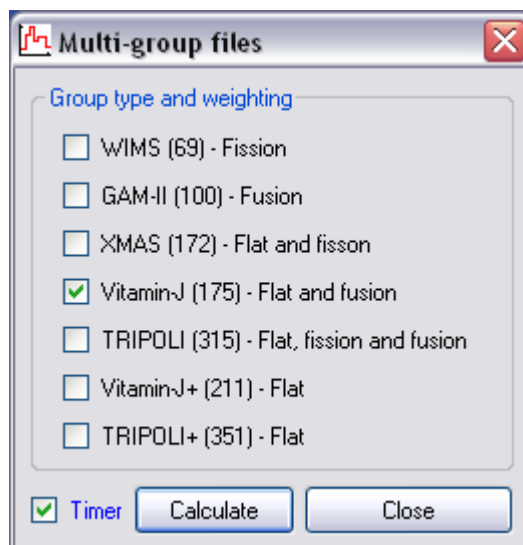 Multi-group files
Group type and weighting
WIMS (69) - Fission
GAM-II (100) - Fusion
XMAS (172) - Flat and fisson
Vitamin-J (175) - Flat and fusion
TRIPOLI (315) - Flat, fission and fusion
Vitamin-J+ (211) - Flat
TRIPOLI+ (351) - Flat
Timer Calculate Close